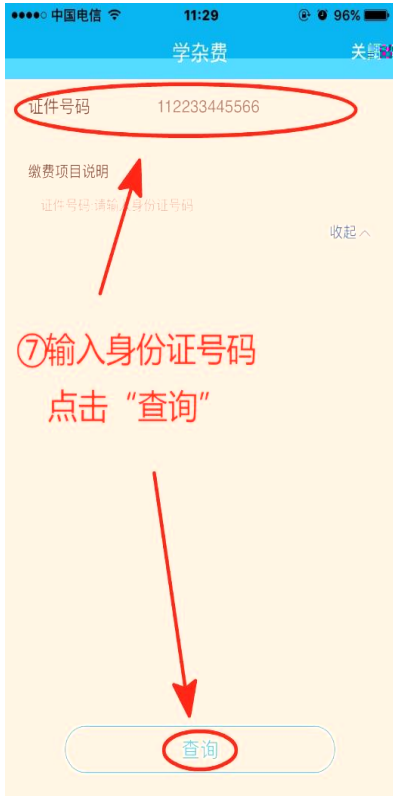 中国电信 11:29 96%
学杂费
证件号码 112233445566
缴费项目说明
证件号码:请输入身份证号码
收起
⑦输入身份证号码
点击“查询”
查询